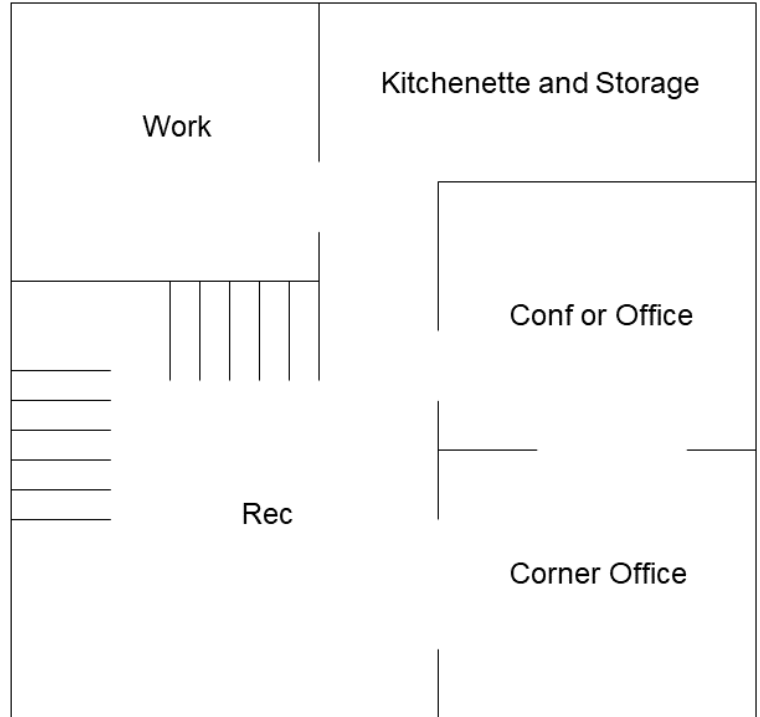 Kitchenette and Storage
Work
Conf or Office
Rec
Corner Office